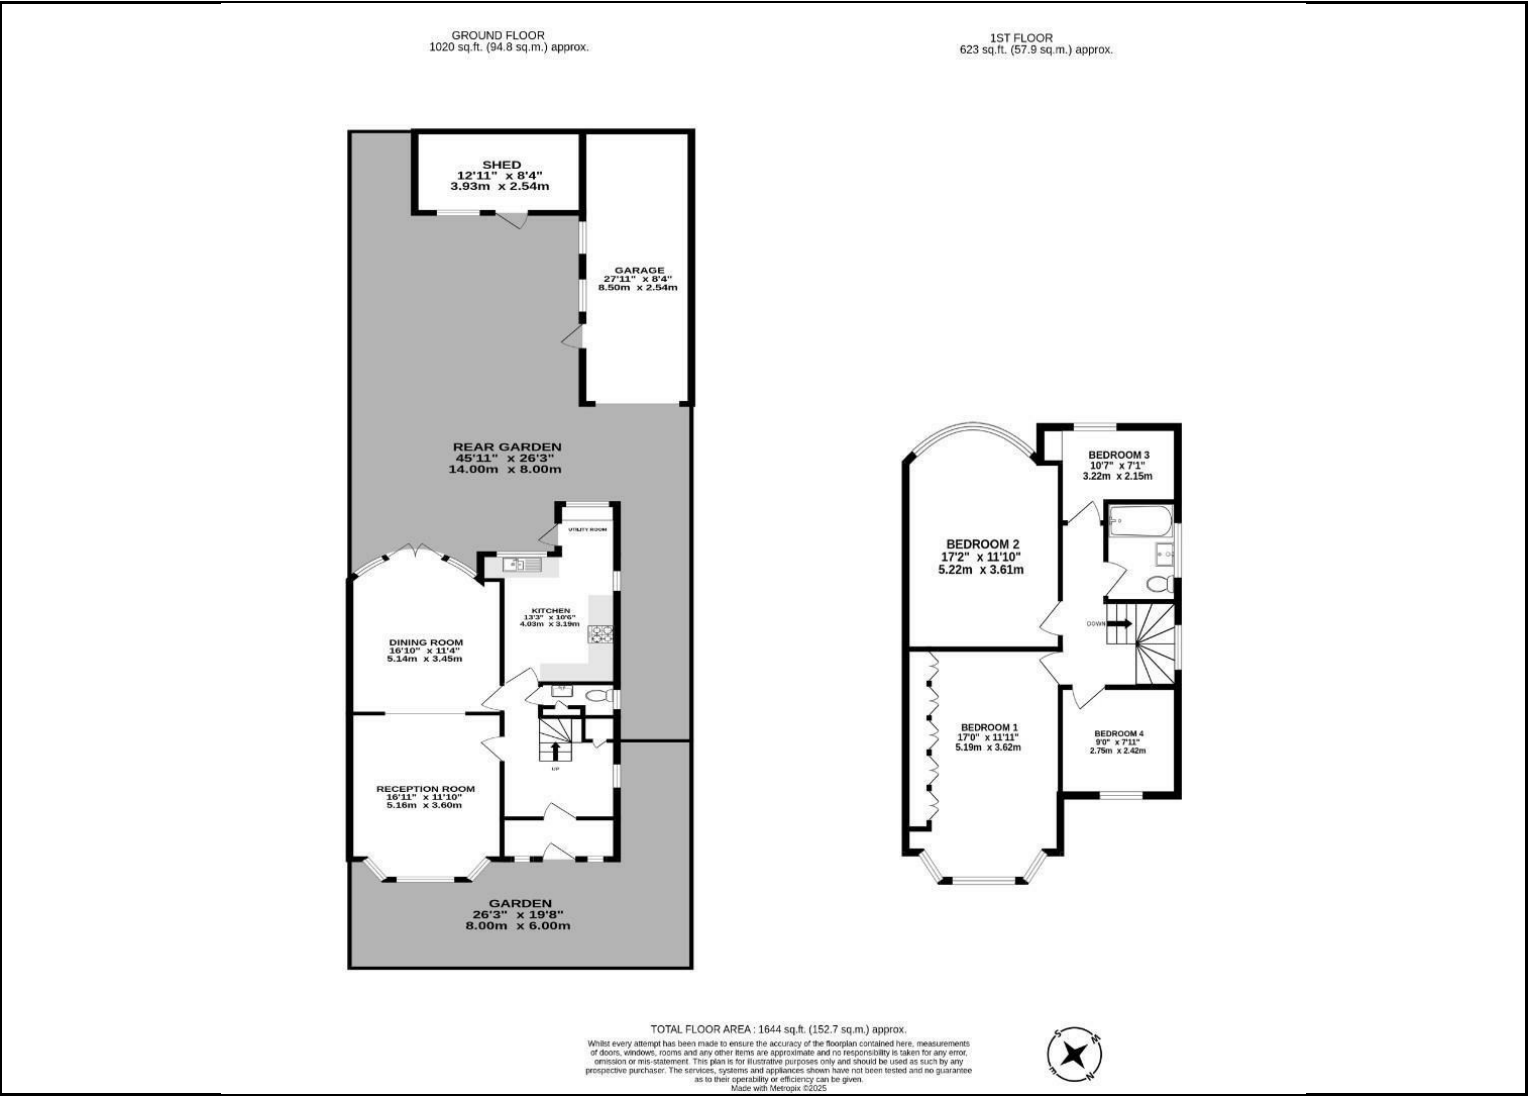 GROUND FLOOR
1020 sq.ft. (94.8 sq.m.) approx.
1ST FLOOR
623 sq.ft. (57.9 sq.m.) approx.
SHED
12'11" x 8'4"
3.93m x 2.54m
GARAGE
27'11" x 8'4"
8.50m x 2.54m
REAR GARDEN
45'11" x 26'3"
14.00m x 8.00m
UTILITY ROOM
KITCHEN
13'3" x 10'6"
4.03m x 3.19m
DINING ROOM
16'10" x 11'4"
5.14m x 3.45m
UP
RECEPTION ROOM
16'11" x 11'10"
5.16m x 3.60m
GARDEN
26'3" x 19'8"
8.00m x 6.00m
BEDROOM 3
10'7" x 7'1"
3.22m x 2.15m
BEDROOM 2
17'2" x 11'10"
5.22m x 3.61m
DOWN
BEDROOM 1
17'0" x 11'11"
5.19m x 3.62m
BEDROOM 4
9'0" x 7'11"
2.75m x 2.42m
TOTAL FLOOR AREA : 1644 sq.ft. (152.7 sq.m.) approx.
Whilst every attempt has been made to ensure the accuracy of the floorplan contained here, measurements
of doors, windows, rooms and any other items are approximate and no responsibility is taken for any error,
omission or mis-statement. This plan is for illustrative purposes only and should be used as such by any
prospective purchaser. The services, systems and appliances shown have not been tested and no guarantee
as to their operability or efficiency can be given.
Made with Metropix ©2025
S
W
E
N